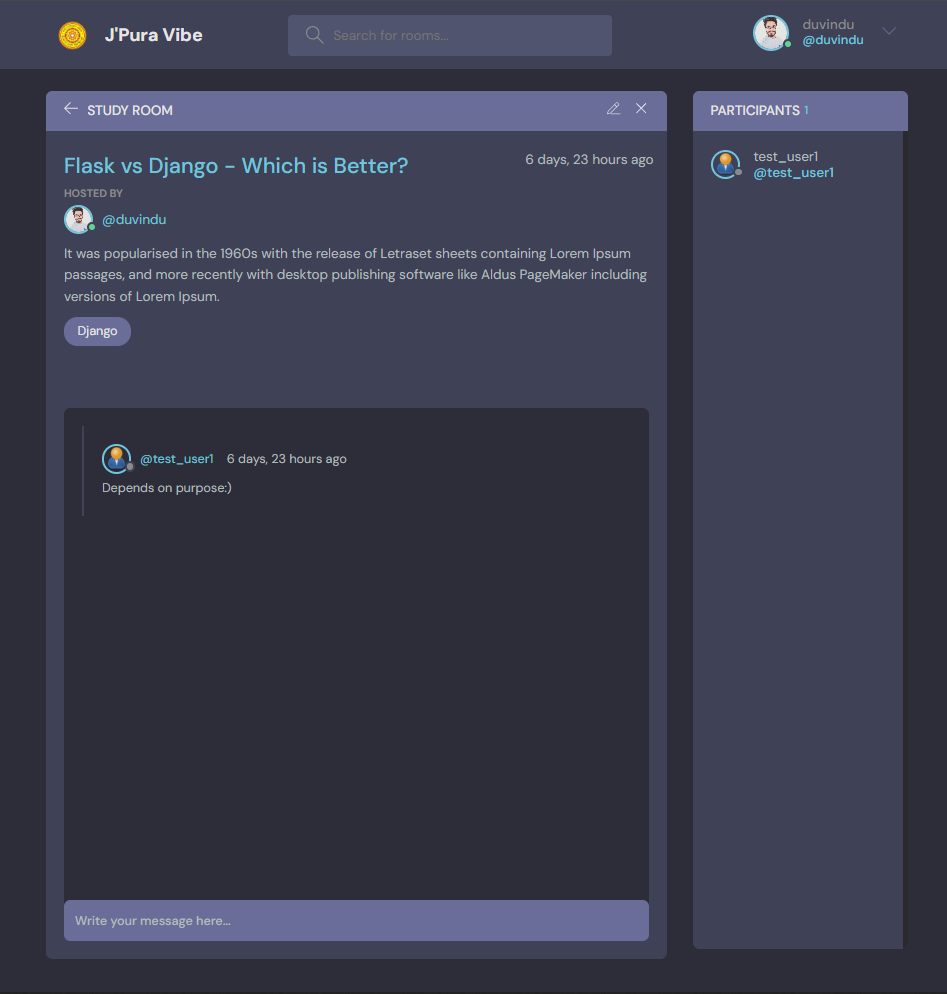 J'Pura Vibe
Search for rooms...
duvindu
@duvindu
STUDY ROOM
Flask vs Django - Which is Better?
6 days, 23 hours ago
HOSTED BY
@duvindu
It was popularised in the 1960s with the release of Letraset sheets containing Lorem Ipsum
passages, and more recently with desktop publishing software like Aldus PageMaker including
versions of Lorem Ipsum.
Django
@test_user1 6 days, 23 hours ago
Depends on purpose:)
Write your message here...
PARTICIPANTS 1
test_user1
@test_user1